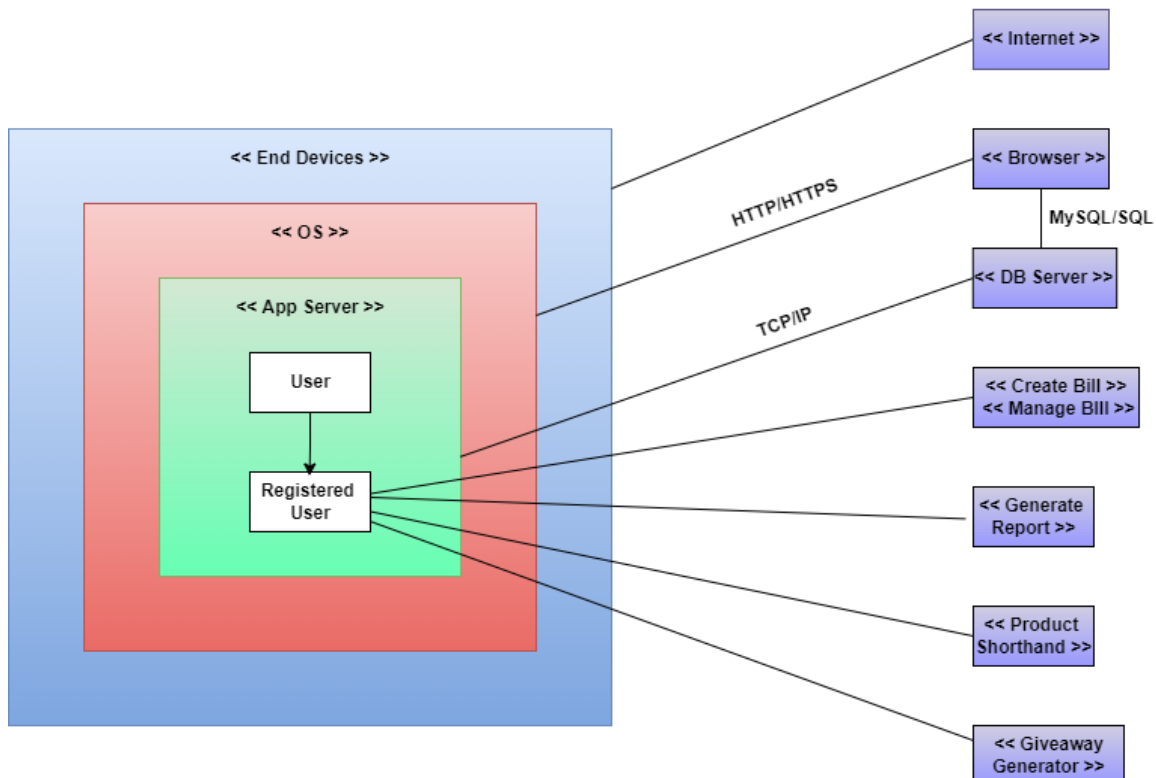 << Internet >>
<< End Devices >>
<< Browser >>
HTTP/HTTPS
MySQL/SQL
<< OS >>
<< DB Server >>
<< App Server >>
TCP/IP
User
<< Create Bill >>
<< Manage BIll >>
Registered
User
<< Generate
Report >>
<< Product
Shorthand >>
<< Giveaway
Generator >>